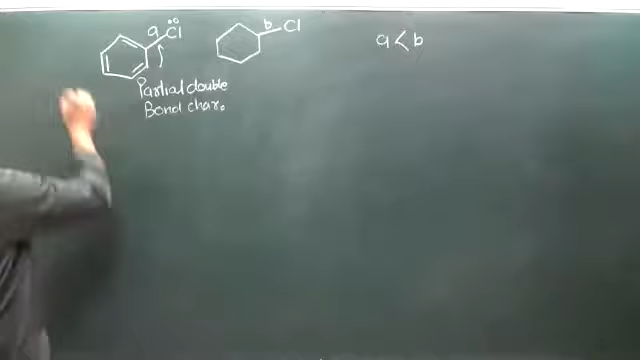 a Cl
b Cl
a < b
Partial double
Bond char.